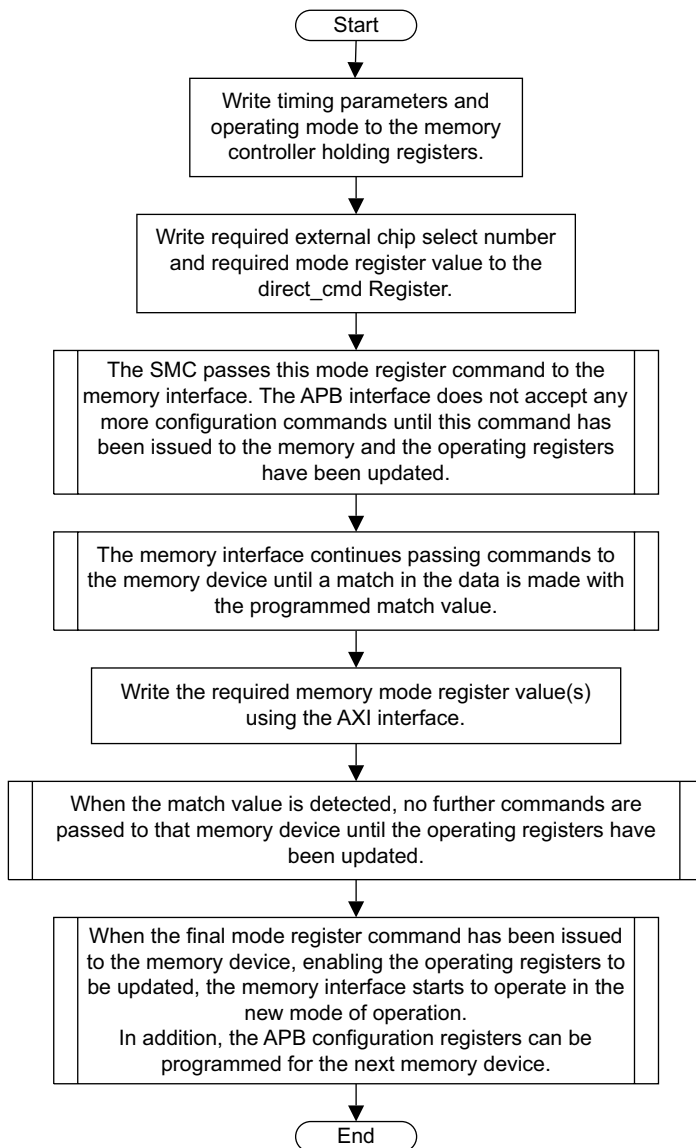 Start
Write timing parameters and
operating mode to the memory
controller holding registers.
Write required external chip select number
and required mode register value to the
direct_cmd Register.
The SMC passes this mode register command to the
memory interface. The APB interface does not accept any
more configuration commands until this command has
been issued to the memory and the operating registers
have been updated.
The memory interface continues passing commands to
the memory device until a match in the data is made with
the programmed match value.
Write the required memory mode register value(s)
using the AXI interface.
When the match value is detected, no further commands are
passed to that memory device until the operating registers have
been updated.
When the final mode register command has been issued
to the memory device, enabling the operating registers to
be updated, the memory interface starts to operate in the
new mode of operation.
In addition, the APB configuration registers can be
programmed for the next memory device.
End